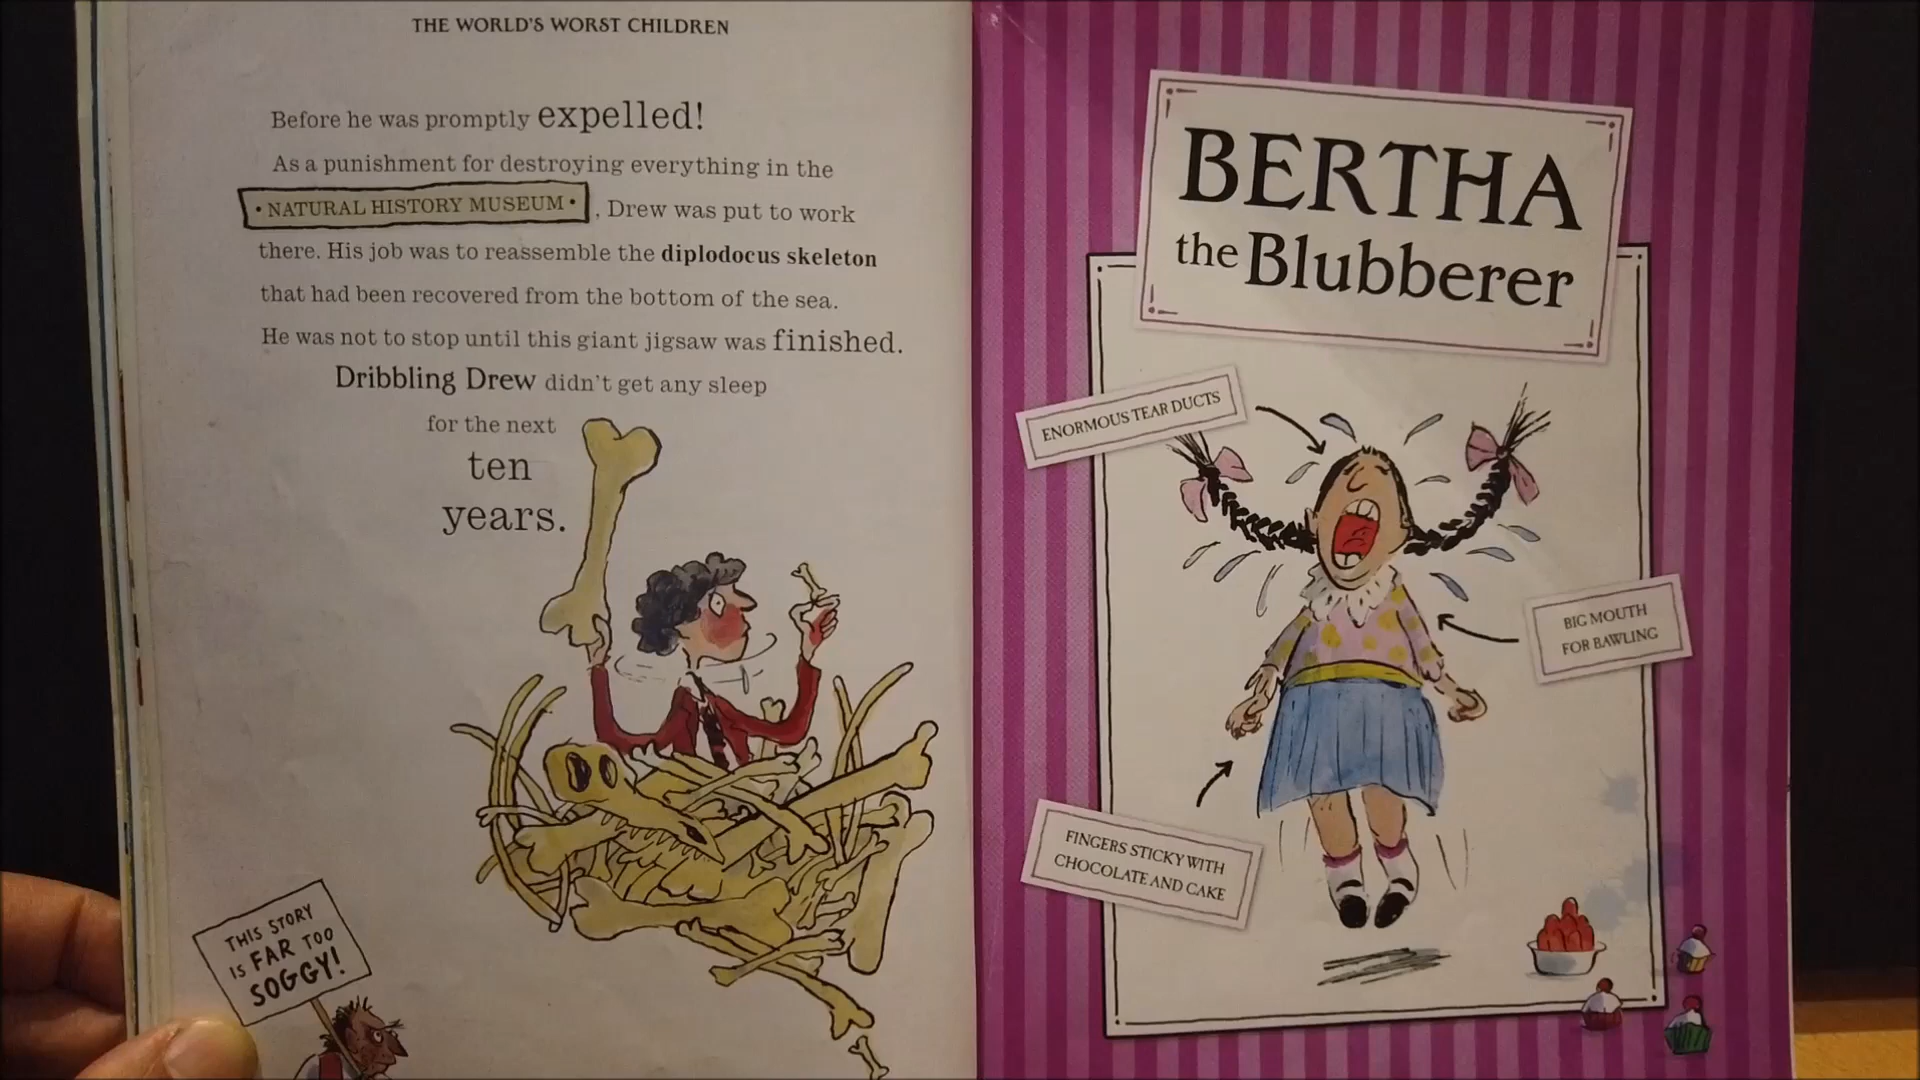 THE WORLD'S WORST CHILDREN
Before he was promptly expelled!
As a punishment for destroying everything in the
• NATURAL HISTORY MUSEUM • , Drew was put to work
there. His job was to reassemble the diplodocus skeleton
that had been recovered from the bottom of the sea.
He was not to stop until this giant jigsaw was finished.
Dribbling Drew didn't get any sleep
for the next
ten
years.
THIS STORY
IS FAR TOO
SOGGY!
BERTHA
the Blubberer
ENORMOUS TEAR DUCTS
BIG MOUTH
FOR BAWLING
FINGERS STICKY WITH
CHOCOLATE AND CAKE